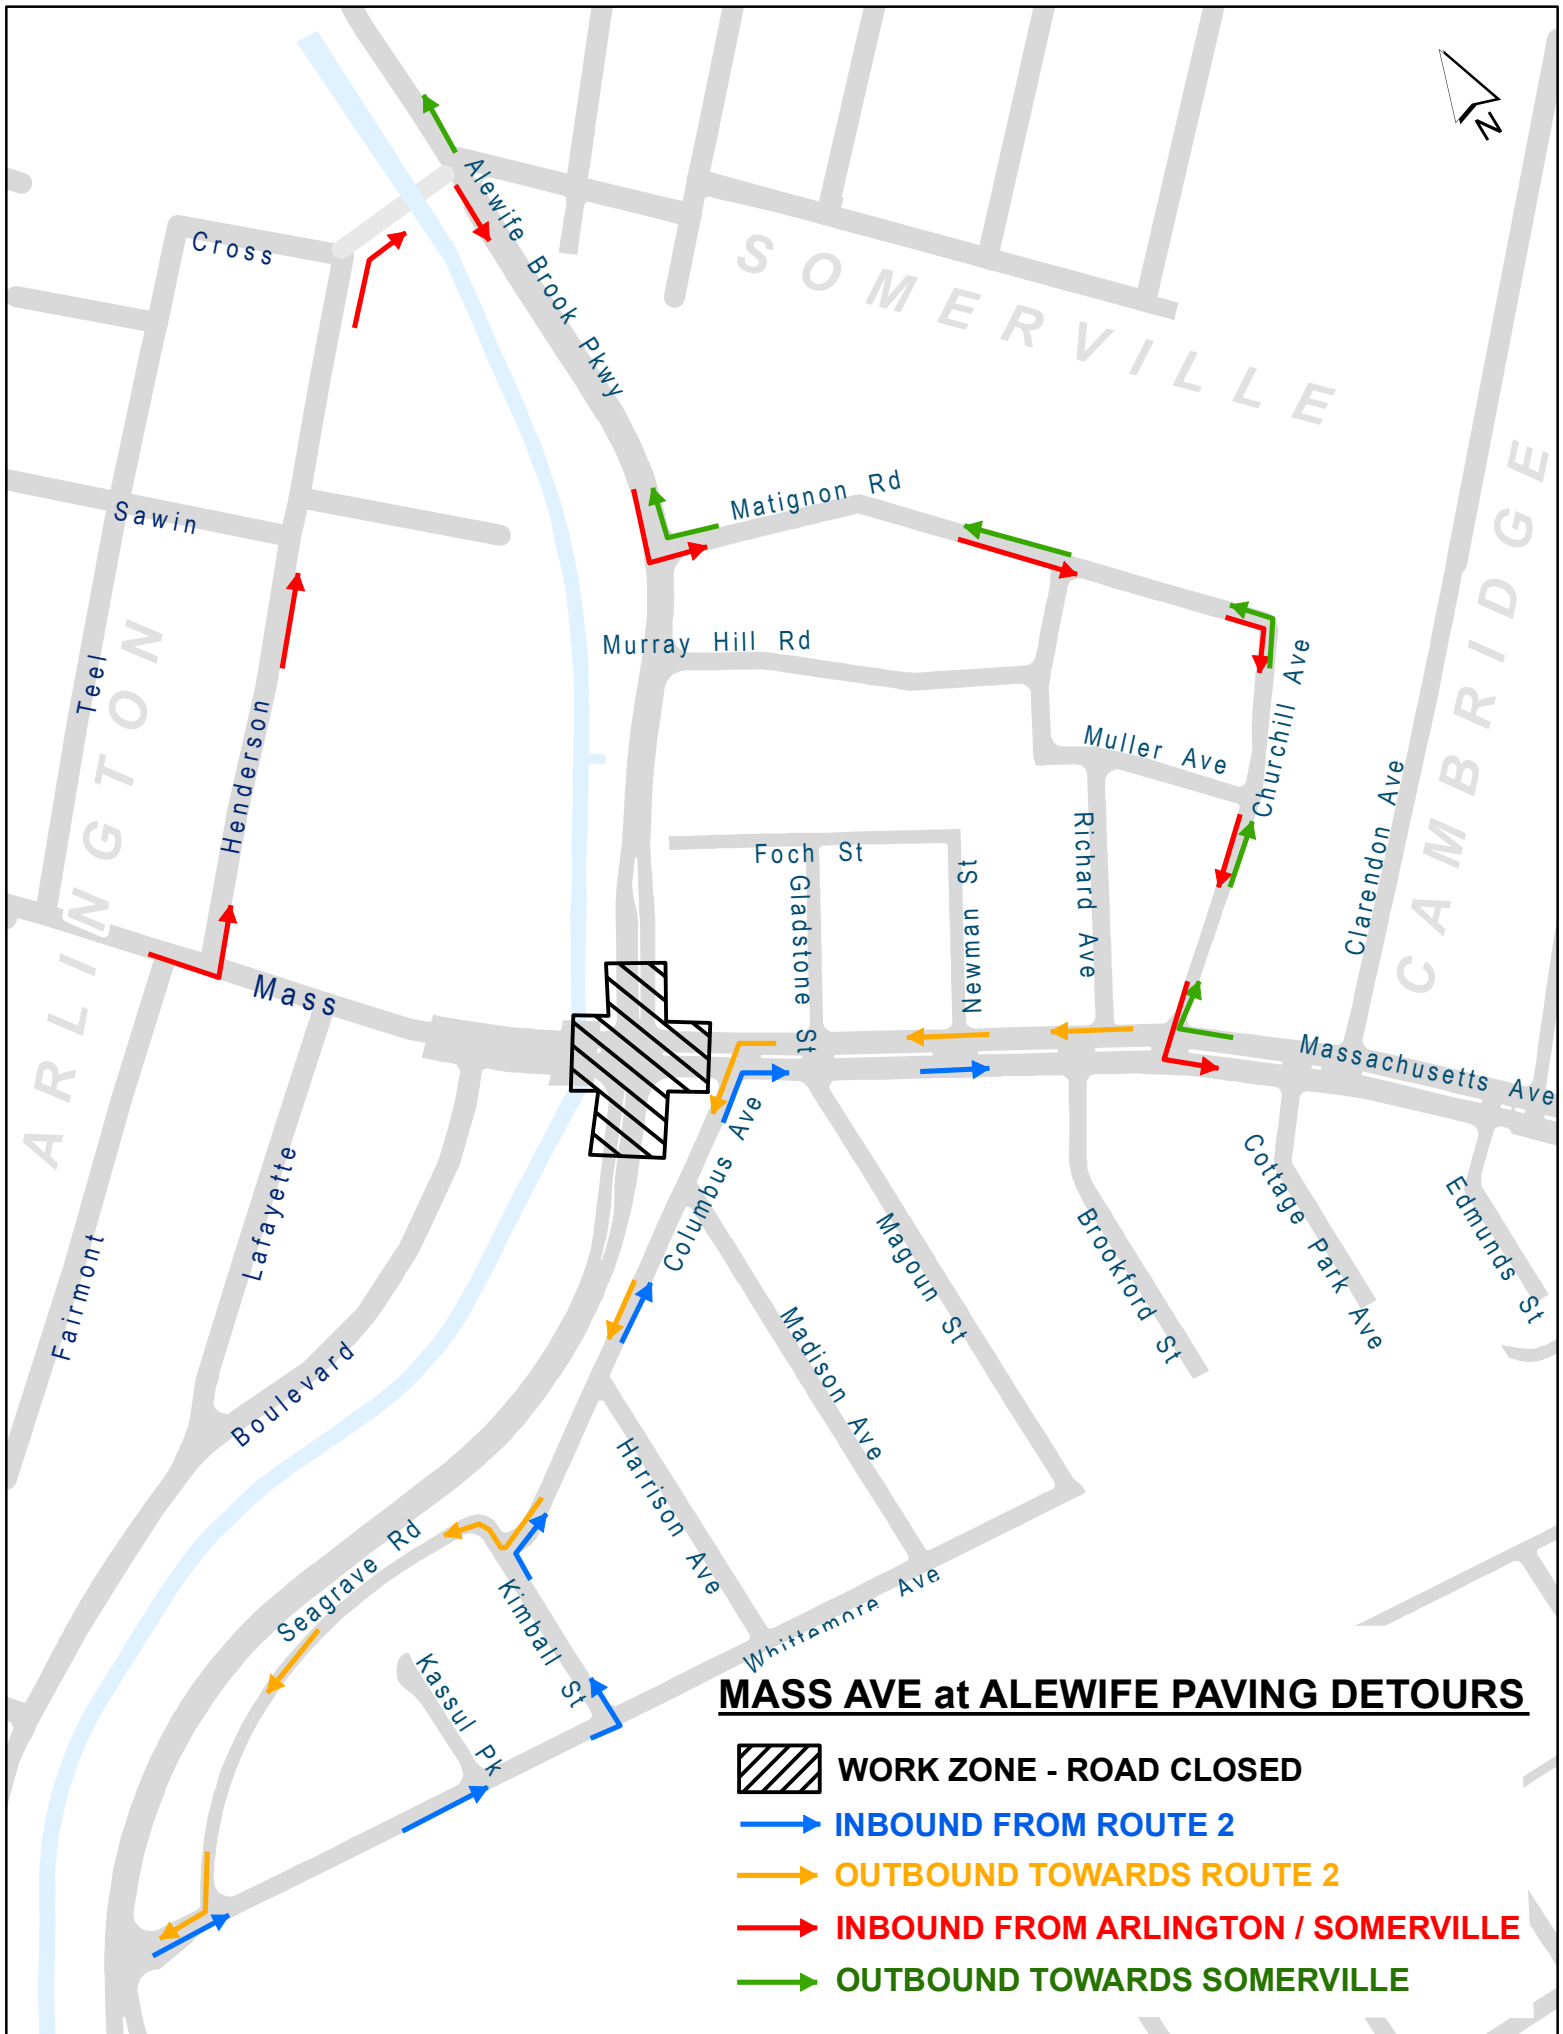 N
Alewife Brook Pkwy
Cross
SOMERVILLE
Matignon Rd
Sawin
CAMBRIDGE
ARLINGTON
Murray Hill Rd
Teel
Churchill Ave
Muller Ave
Henderson
Clarendon Ave
Richard Ave
Foch St
Gladstone St
Newman St
Mass
Massachusetts Ave
Columbus Ave
Lafayette
Fairmont
Magoun St
Brookford St
Cottage Park Ave
Edmunds St
Madison Ave
Boulevard
Harrison Ave
Seagrave Rd
Kimball St
Whittemore Ave
Kassul Pk
MASS AVE at ALEWIFE PAVING DETOURS
WORK ZONE - ROAD CLOSED
INBOUND FROM ROUTE 2
OUTBOUND TOWARDS ROUTE 2
INBOUND FROM ARLINGTON / SOMERVILLE
OUTBOUND TOWARDS SOMERVILLE